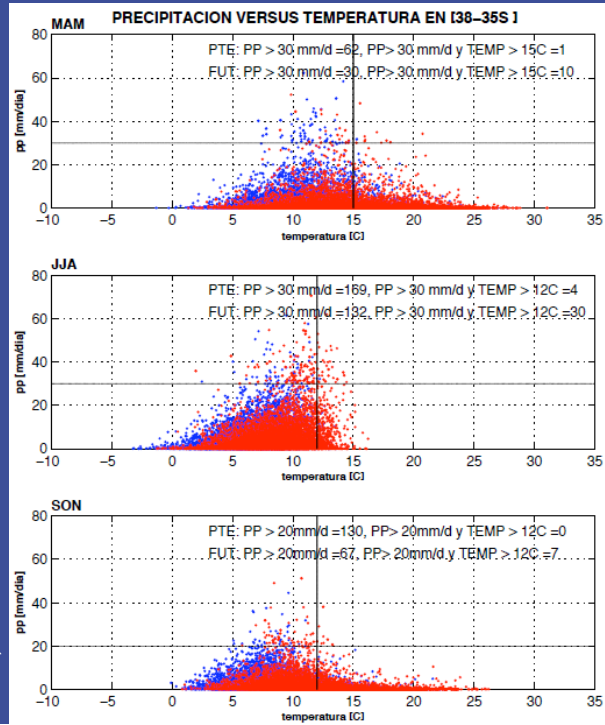 PRECIPITACION VERSUS TEMPERATURA EN [38–35S ]
MAM
PTE: PP > 30 mm/d =62, PP> 30 mm/d y TEMP > 15C =1
FUT: PP > 30 mm/d =30, PP> 30 mm/d y TEMP > 15C =10
pp [mm/dia]
80
60
40
20
0
−10 −5 0 5 10 15 20 25 30 35
temperatura [C]
JJA
PTE: PP > 30 mm/d =169, PP > 30 mm/d y TEMP > 12C =4
FUT: PP > 30 mm/d =132, PP > 30 mm/d y TEMP > 12C =30
pp [mm/dia]
80
60
40
20
0
−10 −5 0 5 10 15 20 25 30 35
temperatura [C]
SON
PTE: PP > 20mm/d =130, PP> 20mm/d y TEMP > 12C =0
FUT: PP > 20mm/d =67, PP> 20mm/d y TEMP > 12C =7
pp [mm/dia]
80
60
40
20
0
−10 −5 0 5 10 15 20 25 30 35
temperatura [C]